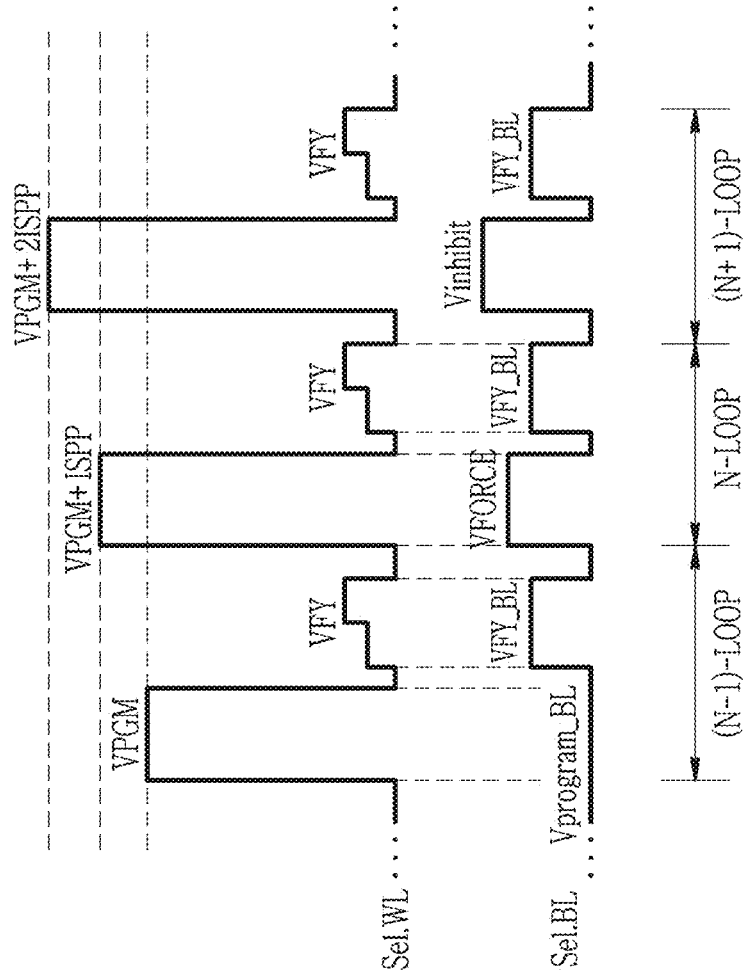 VPGM+ 2ISPP
VPGM+ ISPP
VPGM
VFY
VFY
VFY
Sel.WL
Vprogram_BL
VFY_BL
VFORCE
VFY_BL
Vinhibit
VFY_BL
Sel.BL
(N-1)-LOOP
N-LOOP
(N+1)-LOOP